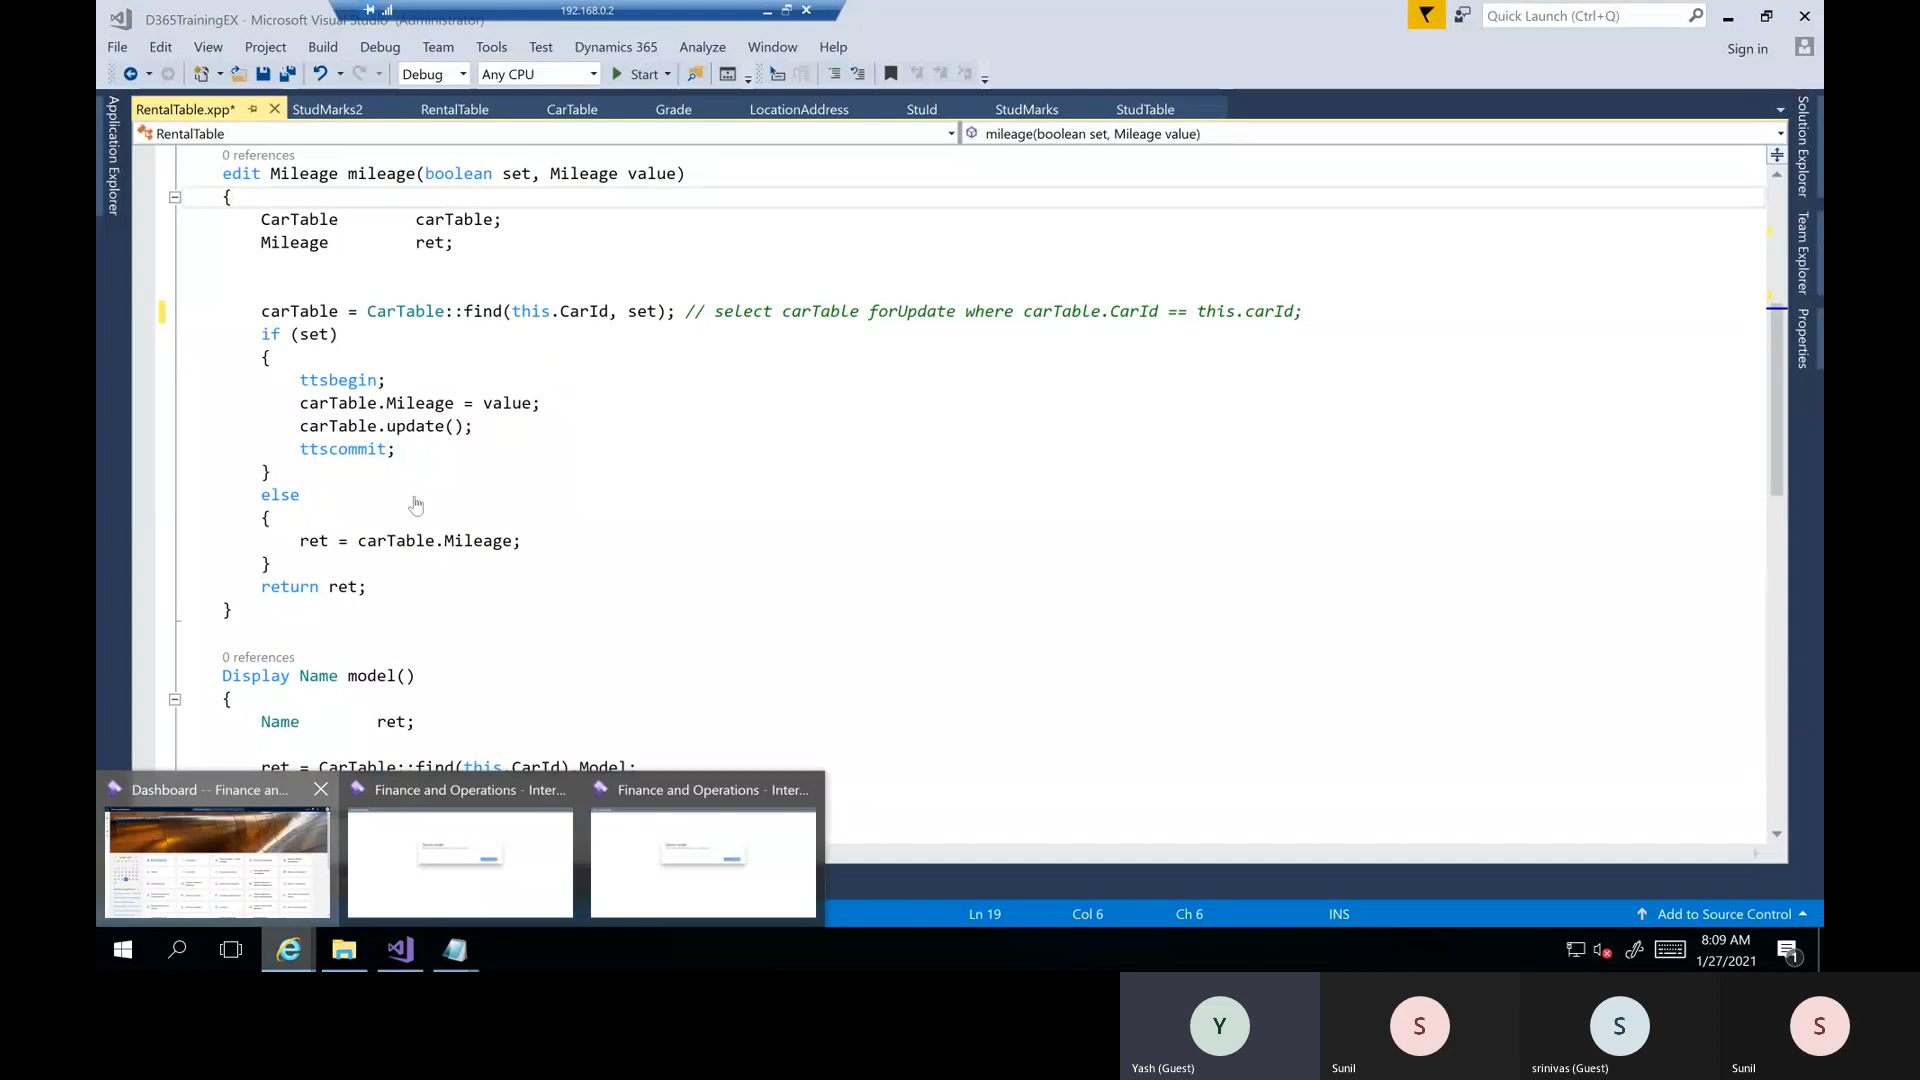 D365TrainingEX - Microsoft Visual Studio (Administrator)
192.168.0.2
Quick Launch (Ctrl+Q)
File Edit View Project Build Debug Team Tools Test Dynamics 365 Analyze Window Help
Sign in
Debug Any CPU Start
RentalTable.xpp* StudMarks2 RentalTable CarTable Grade LocationAddress StuId StudMarks StudTable
RentalTable mileage(boolean set, Mileage value)
Application Explorer
Solution Explorer
Team Explorer
Properties
0 references
edit Mileage mileage(boolean set, Mileage value)
{
CarTable carTable;
Mileage ret;
carTable = CarTable::find(this.CarId, set); // select carTable forUpdate where carTable.CarId == this.carId;
if (set)
{
ttsbegin;
carTable.Mileage = value;
carTable.update();
ttscommit;
}
else
{
ret = carTable.Mileage;
}
return ret;
}
0 references
Display Name model()
{
Name ret;
ret = CarTable::find(this.CarId).Model;
Dashboard -- Finance an...
Finance and Operations - Inter...
Finance and Operations - Inter...
Ln 19 Col 6 Ch 6 INS Add to Source Control
8:09 AM
1/27/2021
1
Y S S S
Yash (Guest) Sunil srinivas (Guest) Sunil